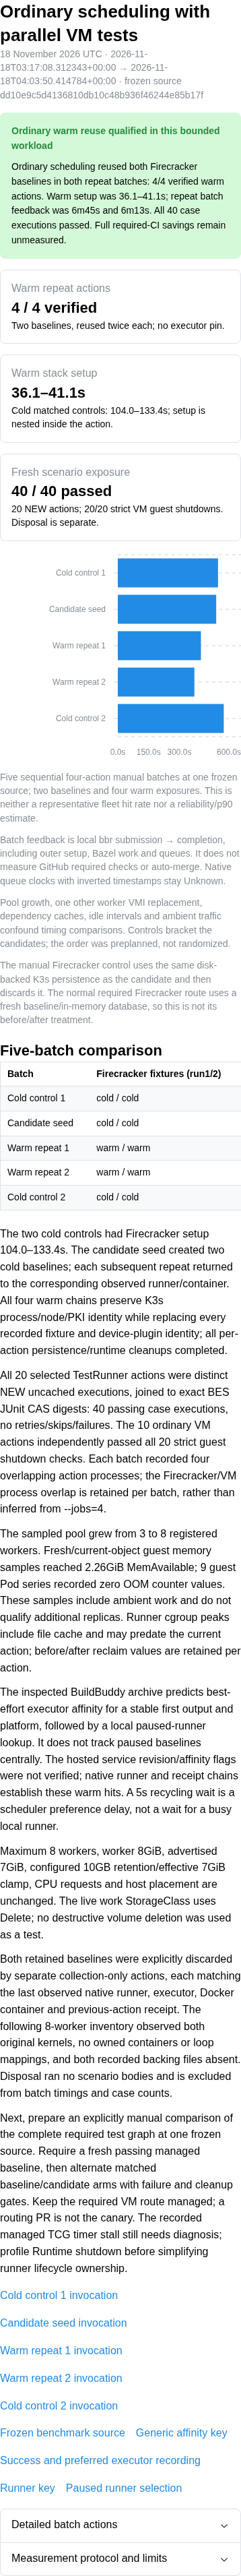 Ordinary scheduling with
parallel VM tests
18 November 2026 UTC · 2026-11-
18T03:17:08.312343+00:00 → 2026-11-
18T04:03:50.414784+00:00 · frozen source
dd10e9c5d4136810db10c48b936f46244e85b17f
Ordinary warm reuse qualified in this bounded
workload
Ordinary scheduling reused both Firecracker
baselines in both repeat batches: 4/4 verified warm
actions. Warm setup was 36.1–41.1s; repeat batch
feedback was 6m45s and 6m13s. All 40 case
executions passed. Full required-CI savings remain
unmeasured.
Warm repeat actions
4 / 4 verified
Two baselines, reused twice each; no executor pin.
Warm stack setup
36.1–41.1s
Cold matched controls: 104.0–133.4s; setup is
nested inside the action.
Fresh scenario exposure
40 / 40 passed
20 NEW actions; 20/20 strict VM guest shutdowns.
Disposal is separate.
Cold control 1
Candidate seed
Warm repeat 1
Warm repeat 2
Cold control 2
0.0s 150.0s 300.0s 600.0s
Five sequential four-action manual batches at one frozen
source; two baselines and four warm exposures. This is
neither a representative fleet hit rate nor a reliability/p90
estimate.
Batch feedback is local bbr submission → completion,
including outer setup, Bazel work and queues. It does not
measure GitHub required checks or auto-merge. Native
queue clocks with inverted timestamps stay Unknown.
Pool growth, one other worker VMI replacement,
dependency caches, idle intervals and ambient traffic
confound timing comparisons. Controls bracket the
candidates; the order was preplanned, not randomized.
The manual Firecracker control uses the same disk-
backed K3s persistence as the candidate and then
discards it. The normal required Firecracker route uses a
fresh baseline/in-memory database, so this is not its
before/after treatment.
Five-batch comparison
Batch Firecracker fixtures (run1/2)
Cold control 1 cold / cold
Candidate seed cold / cold
Warm repeat 1 warm / warm
Warm repeat 2 warm / warm
Cold control 2 cold / cold
The two cold controls had Firecracker setup
104.0–133.4s. The candidate seed created two
cold baselines; each subsequent repeat returned
to the corresponding observed runner/container.
All four warm chains preserve K3s
process/node/PKI identity while replacing every
recorded fixture and device-plugin identity; all per-
action persistence/runtime cleanups completed.
All 20 selected TestRunner actions were distinct
NEW uncached executions, joined to exact BES
JUnit CAS digests: 40 passing case executions,
no retries/skips/failures. The 10 ordinary VM
actions independently passed all 20 strict guest
shutdown checks. Each batch recorded four
overlapping action processes; the Firecracker/VM
process overlap is retained per batch, rather than
inferred from --jobs=4.
The sampled pool grew from 3 to 8 registered
workers. Fresh/current-object guest memory
samples reached 2.26GiB MemAvailable; 9 guest
Pod series recorded zero OOM counter values.
These samples include ambient work and do not
qualify additional replicas. Runner cgroup peaks
include file cache and may predate the current
action; before/after reclaim values are retained per
action.
The inspected BuildBuddy archive predicts best-
effort executor affinity for a stable first output and
platform, followed by a local paused-runner
lookup. It does not track paused baselines
centrally. The hosted service revision/affinity flags
were not verified; native runner and receipt chains
establish these warm hits. A 5s recycling wait is a
scheduler preference delay, not a wait for a busy
local runner.
Maximum 8 workers, worker 8GiB, advertised
7GiB, configured 10GB retention/effective 7GiB
clamp, CPU requests and host placement are
unchanged. The live work StorageClass uses
Delete; no destructive volume deletion was used
as a test.
Both retained baselines were explicitly discarded
by separate collection-only actions, each matching
the last observed native runner, executor, Docker
container and previous-action receipt. The
following 8-worker inventory observed both
original kernels, no owned containers or loop
mappings, and both recorded backing files absent.
Disposal ran no scenario bodies and is excluded
from batch timings and case counts.
Next, prepare an explicitly manual comparison of
the complete required test graph at one frozen
source. Require a fresh passing managed
baseline, then alternate matched
baseline/candidate arms with failure and cleanup
gates. Keep the required VM route managed; a
routing PR is not the canary. The recorded
managed TCG timer stall still needs diagnosis;
profile Runtime shutdown before simplifying
runner lifecycle ownership.
Cold control 1 invocation
Candidate seed invocation
Warm repeat 1 invocation
Warm repeat 2 invocation
Cold control 2 invocation
Frozen benchmark source Generic affinity key
Success and preferred executor recording
Runner key Paused runner selection
Detailed batch actions
Measurement protocol and limits